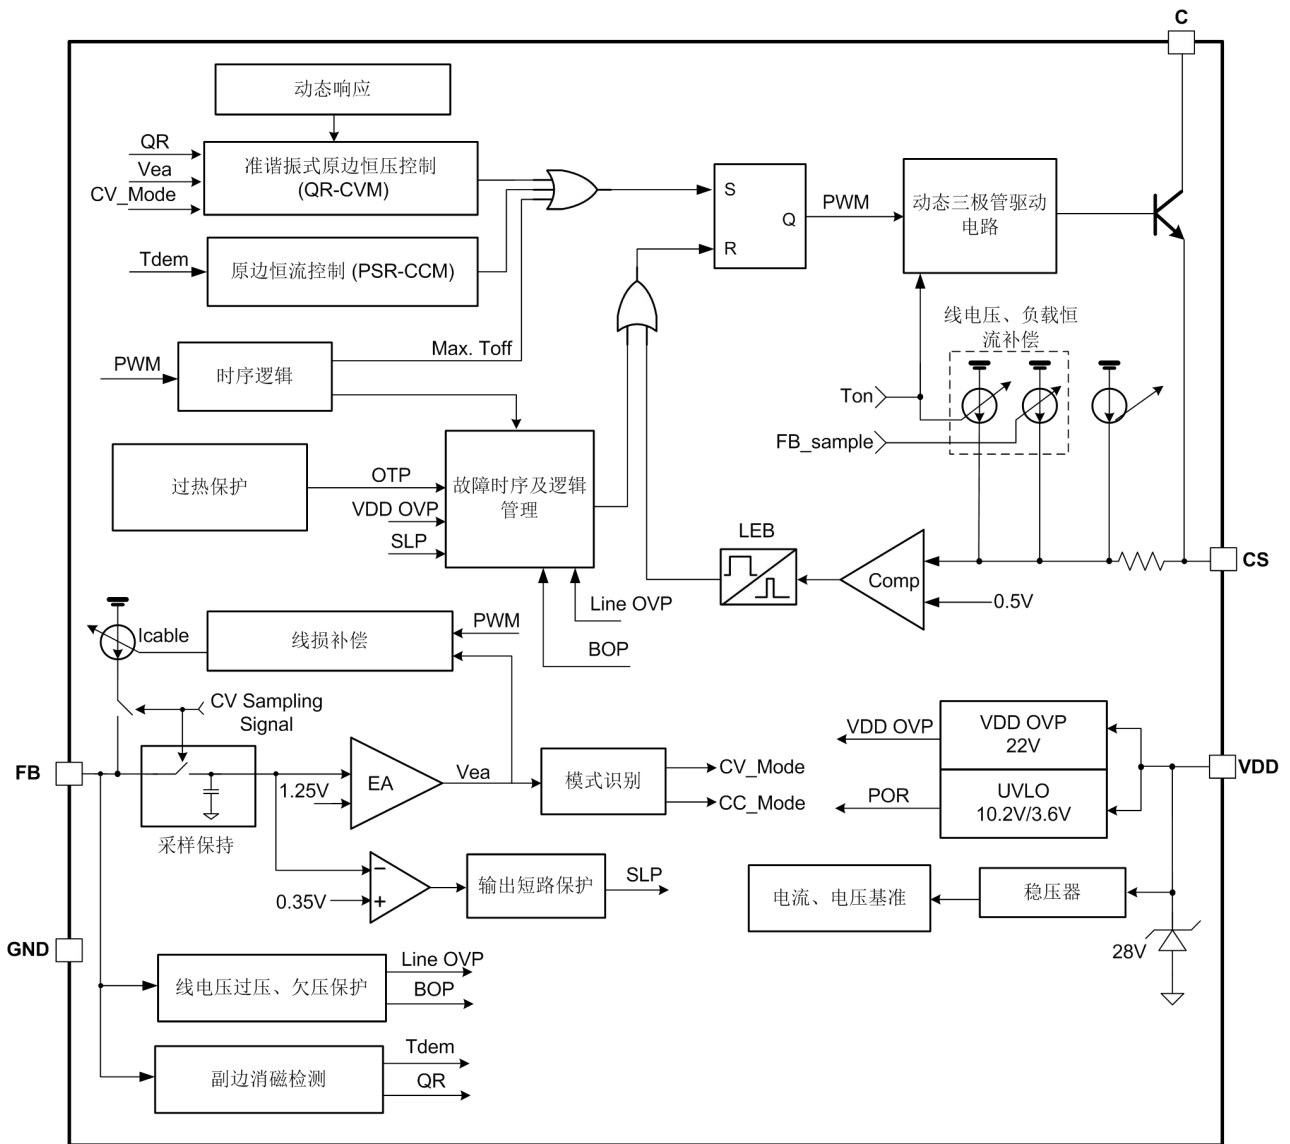 C
动态响应
QR
Vea
CV_Mode
准谐振式原边恒压控制
(QR-CVM)
Tdem
原边恒流控制 (PSR-CCM)
S
R
Q
PWM
动态三极管驱动
电路
线电压、负载恒
流补偿
PWM
时序逻辑
Max. Toff
Ton
FB_sample
过热保护
OTP
VDD OVP
SLP
故障时序及逻辑
管理
Line OVP
BOP
LEB
Comp
0.5V
CS
Icable
线损补偿
PWM
CV Sampling
Signal
FB
采样保持
1.25V
EA
Vea
模式识别
CV_Mode
CC_Mode
VDD OVP
POR
VDD OVP
22V
UVLO
10.2V/3.6V
VDD
0.35V
−
+
输出短路保护
SLP
电流、电压基准
稳压器
28V
GND
线电压过压、欠压保护
Line OVP
BOP
副边消磁检测
Tdem
QR